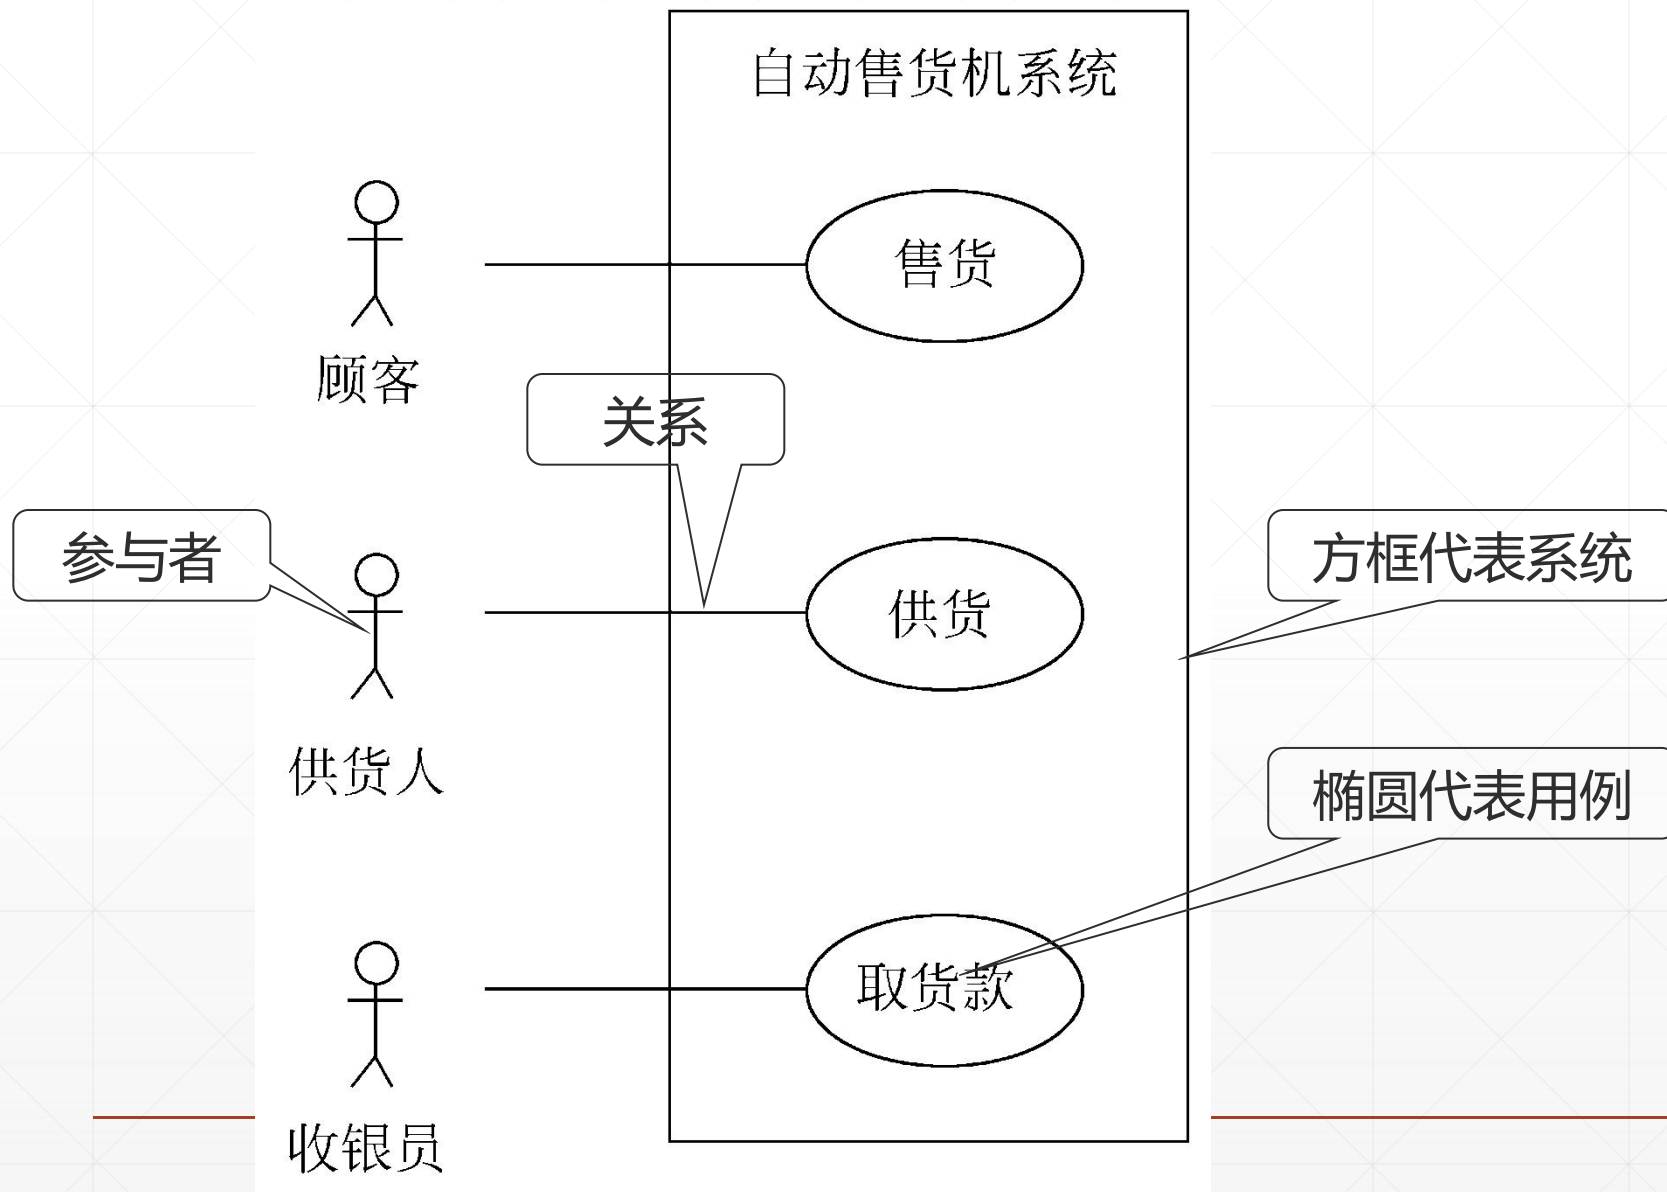 自动售货机系统
售货
顾客
关系
参与者
方框代表系统
供货
供货人
椭圆代表用例
取货款
收银员